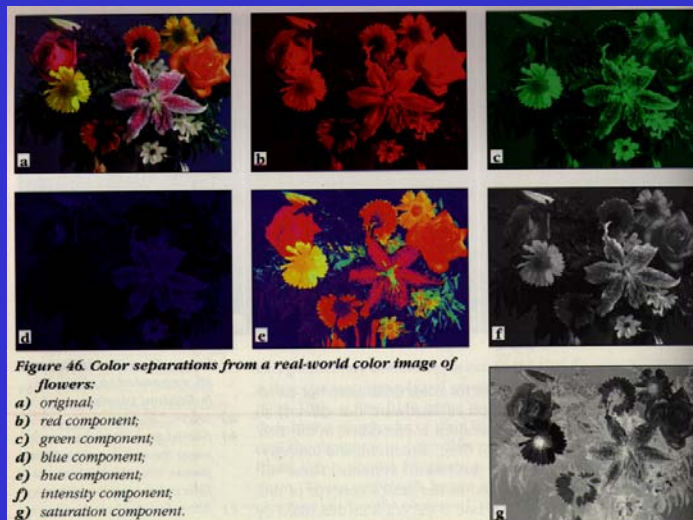 a
b
c
d
e
f
Figure 46. Color separations from a real-world color image of
flowers:
a) original;
b) red component;
c) green component;
d) blue component;
e) hue component;
f) intensity component;
g) saturation component.
g